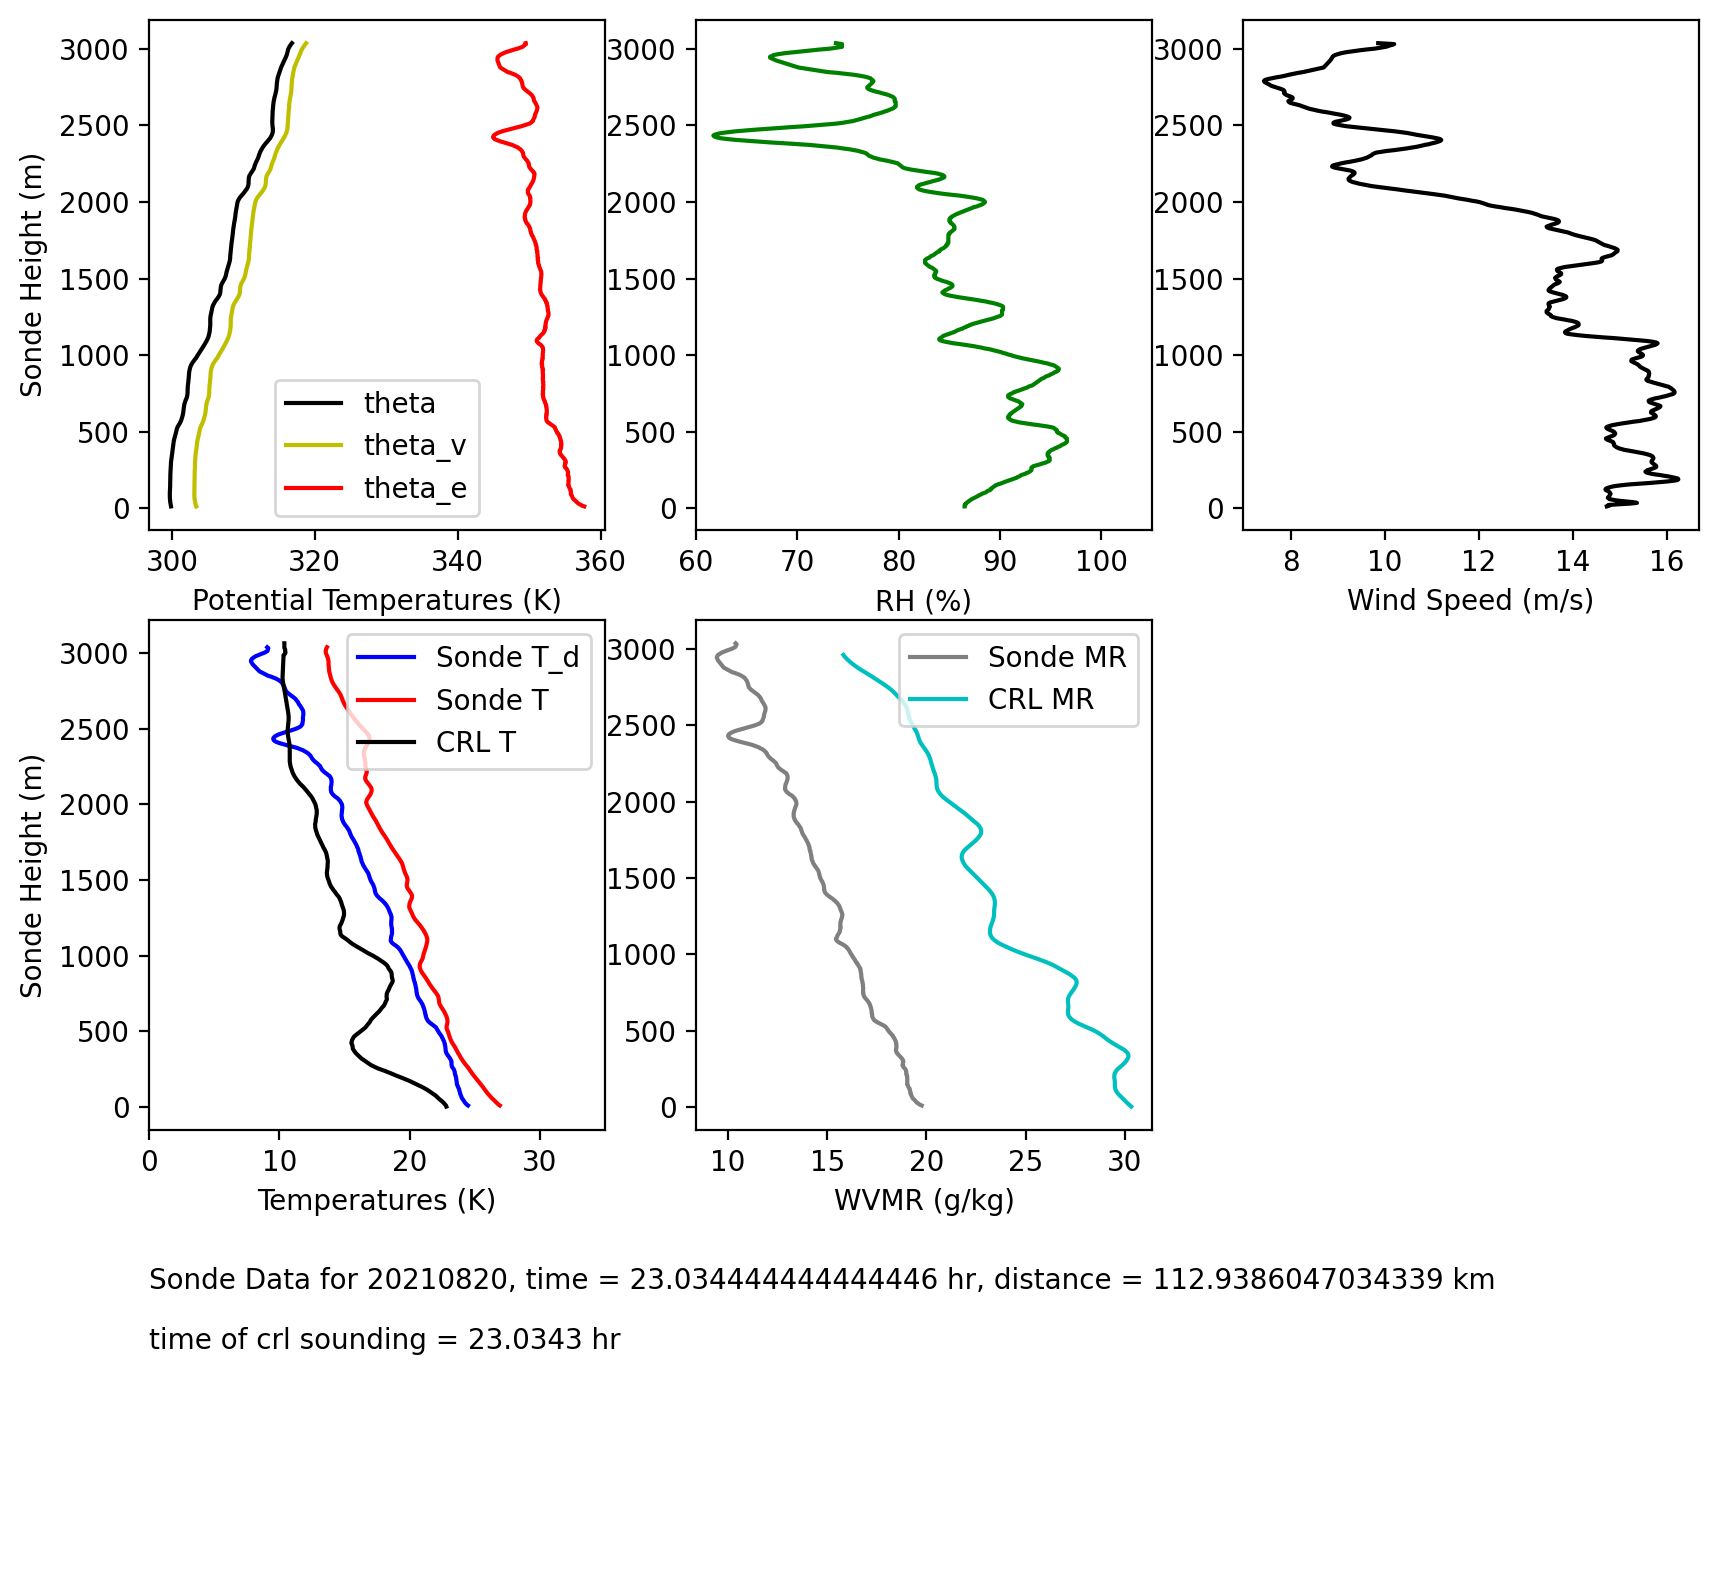 3000
2500
2000
1500
1000
500
0
Sonde Height (m)
theta
theta_v
theta_e
300 320 340 360
Potential Temperatures (K)
3000
2500
2000
1500
1000
500
0
60 70 80 90 100
RH (%)
3000
2500
2000
1500
1000
500
0
8 10 12 14 16
Wind Speed (m/s)
3000
2500
2000
1500
1000
500
0
Sonde Height (m)
Sonde T_d
Sonde T
CRL T
0 10 20 30
Temperatures (K)
3000
2500
2000
1500
1000
500
0
Sonde MR
CRL MR
10 15 20 25 30
WVMR (g/kg)
Sonde Data for 20210820, time = 23.034444444444446 hr, distance = 112.9386047034339 km
time of crl sounding = 23.0343 hr